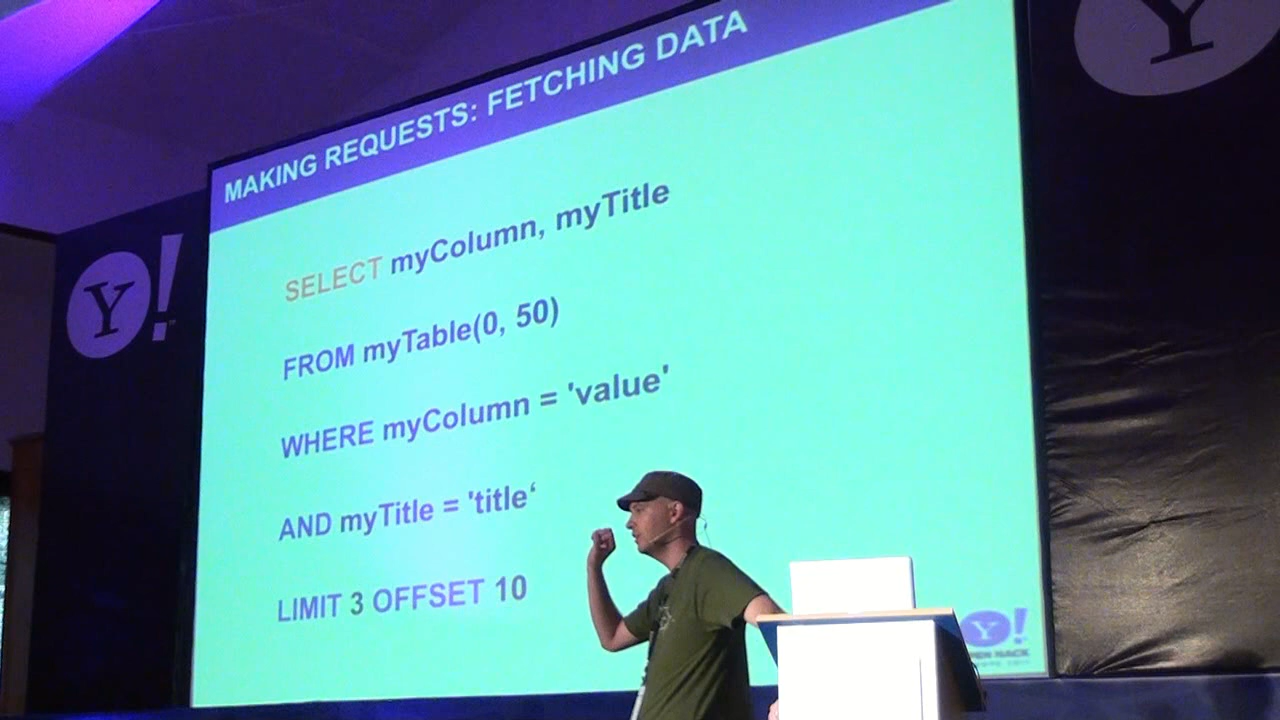 MAKING REQUESTS: FETCHING DATA
SELECT myColumn, myTitle
FROM myTable(0, 50)
WHERE myColumn = 'value'
AND myTitle = 'title‘
LIMIT 3 OFFSET 10
Y!
Y
Y!
HACK